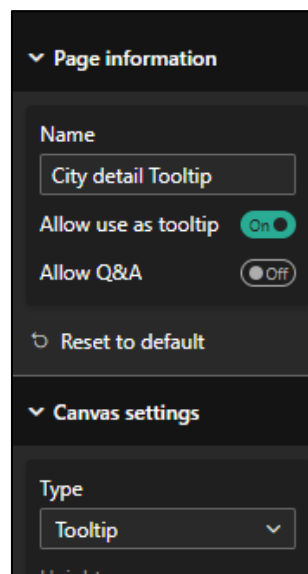 Page information
Name
City detail Tooltip
Allow use as tooltip On
Allow Q&A Off
Reset to default
Canvas settings
Type
Tooltip